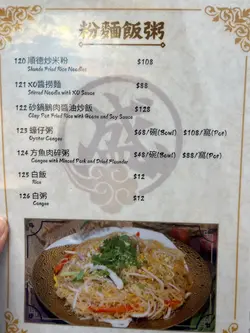 粉麵飯粥
120 順德炒米粉 $108
Shunde Fried Rice Noodles
121 XO醬撈麵 $88
Stirred Noodle with XO Sauce
122 砂鍋鵝肉醬油炒飯 $128
Clay Pot Fried Rice with Goose and Soy Sauce
123 蠔仔粥 $68/碗(Bowl) $108/窩(Pot)
Oyster Congee
124 方魚肉碎粥 $48/碗(Bowl) $88/窩(Pot)
Congee with Minced Pork and Dried Flounder
125 白飯 $12
Rice
126 白粥 $12
Congee